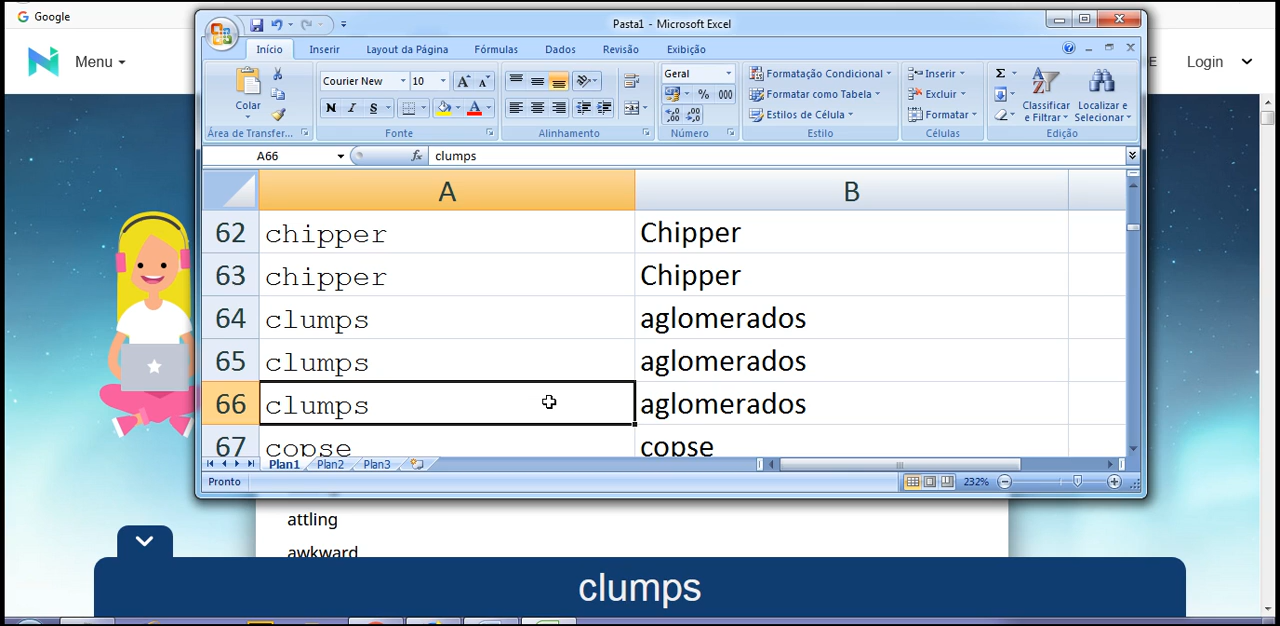 Google
Menu
E
Login
Pasta1 - Microsoft Excel
Início Inserir Layout da Página Fórmulas Dados Revisão Exibição
Colar
Área de Transfer...
Courier New 10
N I S
Fonte
Alinhamento
Geral
% 000
Número
Formatação Condicional
Formatar como Tabela
Estilos de Célula
Estilo
Inserir
Excluir
Formatar
Células
Σ
Classificar e Filtrar
Localizar e Selecionar
Edição
A66 fx clumps
A B
62 chipper Chipper
63 chipper Chipper
64 clumps aglomerados
65 clumps aglomerados
66 clumps aglomerados
67 copse copse
Plan1 Plan2 Plan3
Pronto 232%
attling
awkward
clumps